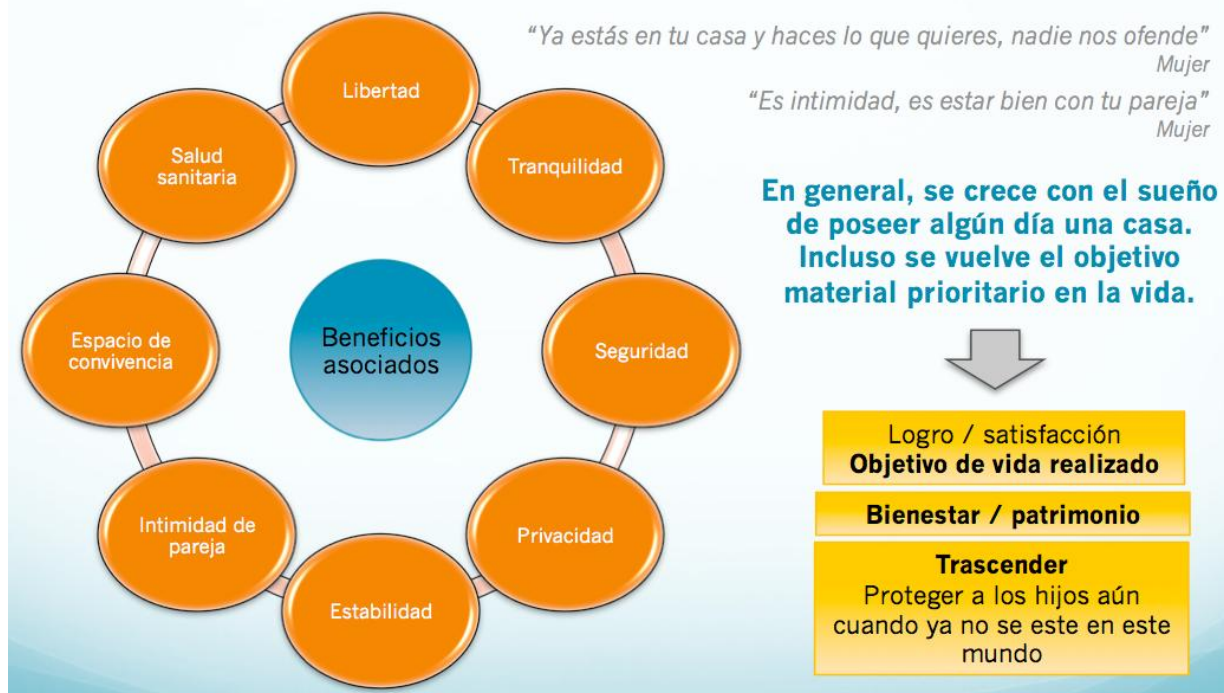 “Ya estás en tu casa y haces lo que quieres, nadie nos ofende”
Mujer
“Es intimidad, es estar bien con tu pareja”
Mujer
Libertad
Tranquilidad
Seguridad
Privacidad
Estabilidad
Intimidad de
pareja
Espacio de
convivencia
Salud
sanitaria
Beneficios
asociados
En general, se crece con el sueño
de poseer algún día una casa.
Incluso se vuelve el objetivo
material prioritario en la vida.
Logro / satisfacción
Objetivo de vida realizado
Bienestar / patrimonio
Trascender
Proteger a los hijos aún
cuando ya no se este en este
mundo